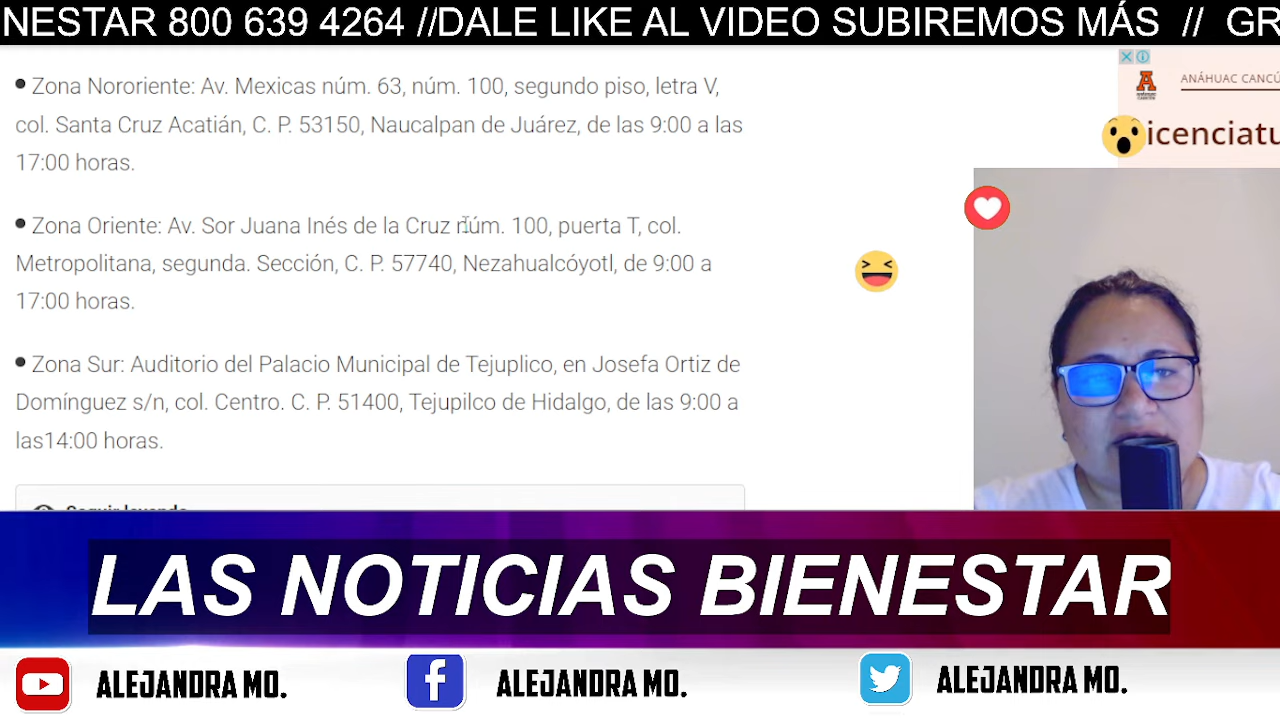 NESTAR 800 639 4264 //DALE LIKE AL VIDEO SUBIREMOS MÁS // GR
• Zona Nororiente: Av. Mexicas núm. 63, núm. 100, segundo piso, letra V,
col. Santa Cruz Acatián, C. P. 53150, Naucalpan de Juárez, de las 9:00 a las
17:00 horas.
• Zona Oriente: Av. Sor Juana Inés de la Cruz núm. 100, puerta T, col.
Metropolitana, segunda. Sección, C. P. 57740, Nezahualcóyotl, de 9:00 a
17:00 horas.
• Zona Sur: Auditorio del Palacio Municipal de Tejuplico, en Josefa Ortiz de
Domínguez s/n, col. Centro. C. P. 51400, Tejupilco de Hidalgo, de las 9:00 a
las14:00 horas.
Seguir leyendo
ANÁHUAC CANCÚ
icenciatu
LAS NOTICIAS BIENESTAR
ALEJANDRA MO.
ALEJANDRA MO.
ALEJANDRA MO.